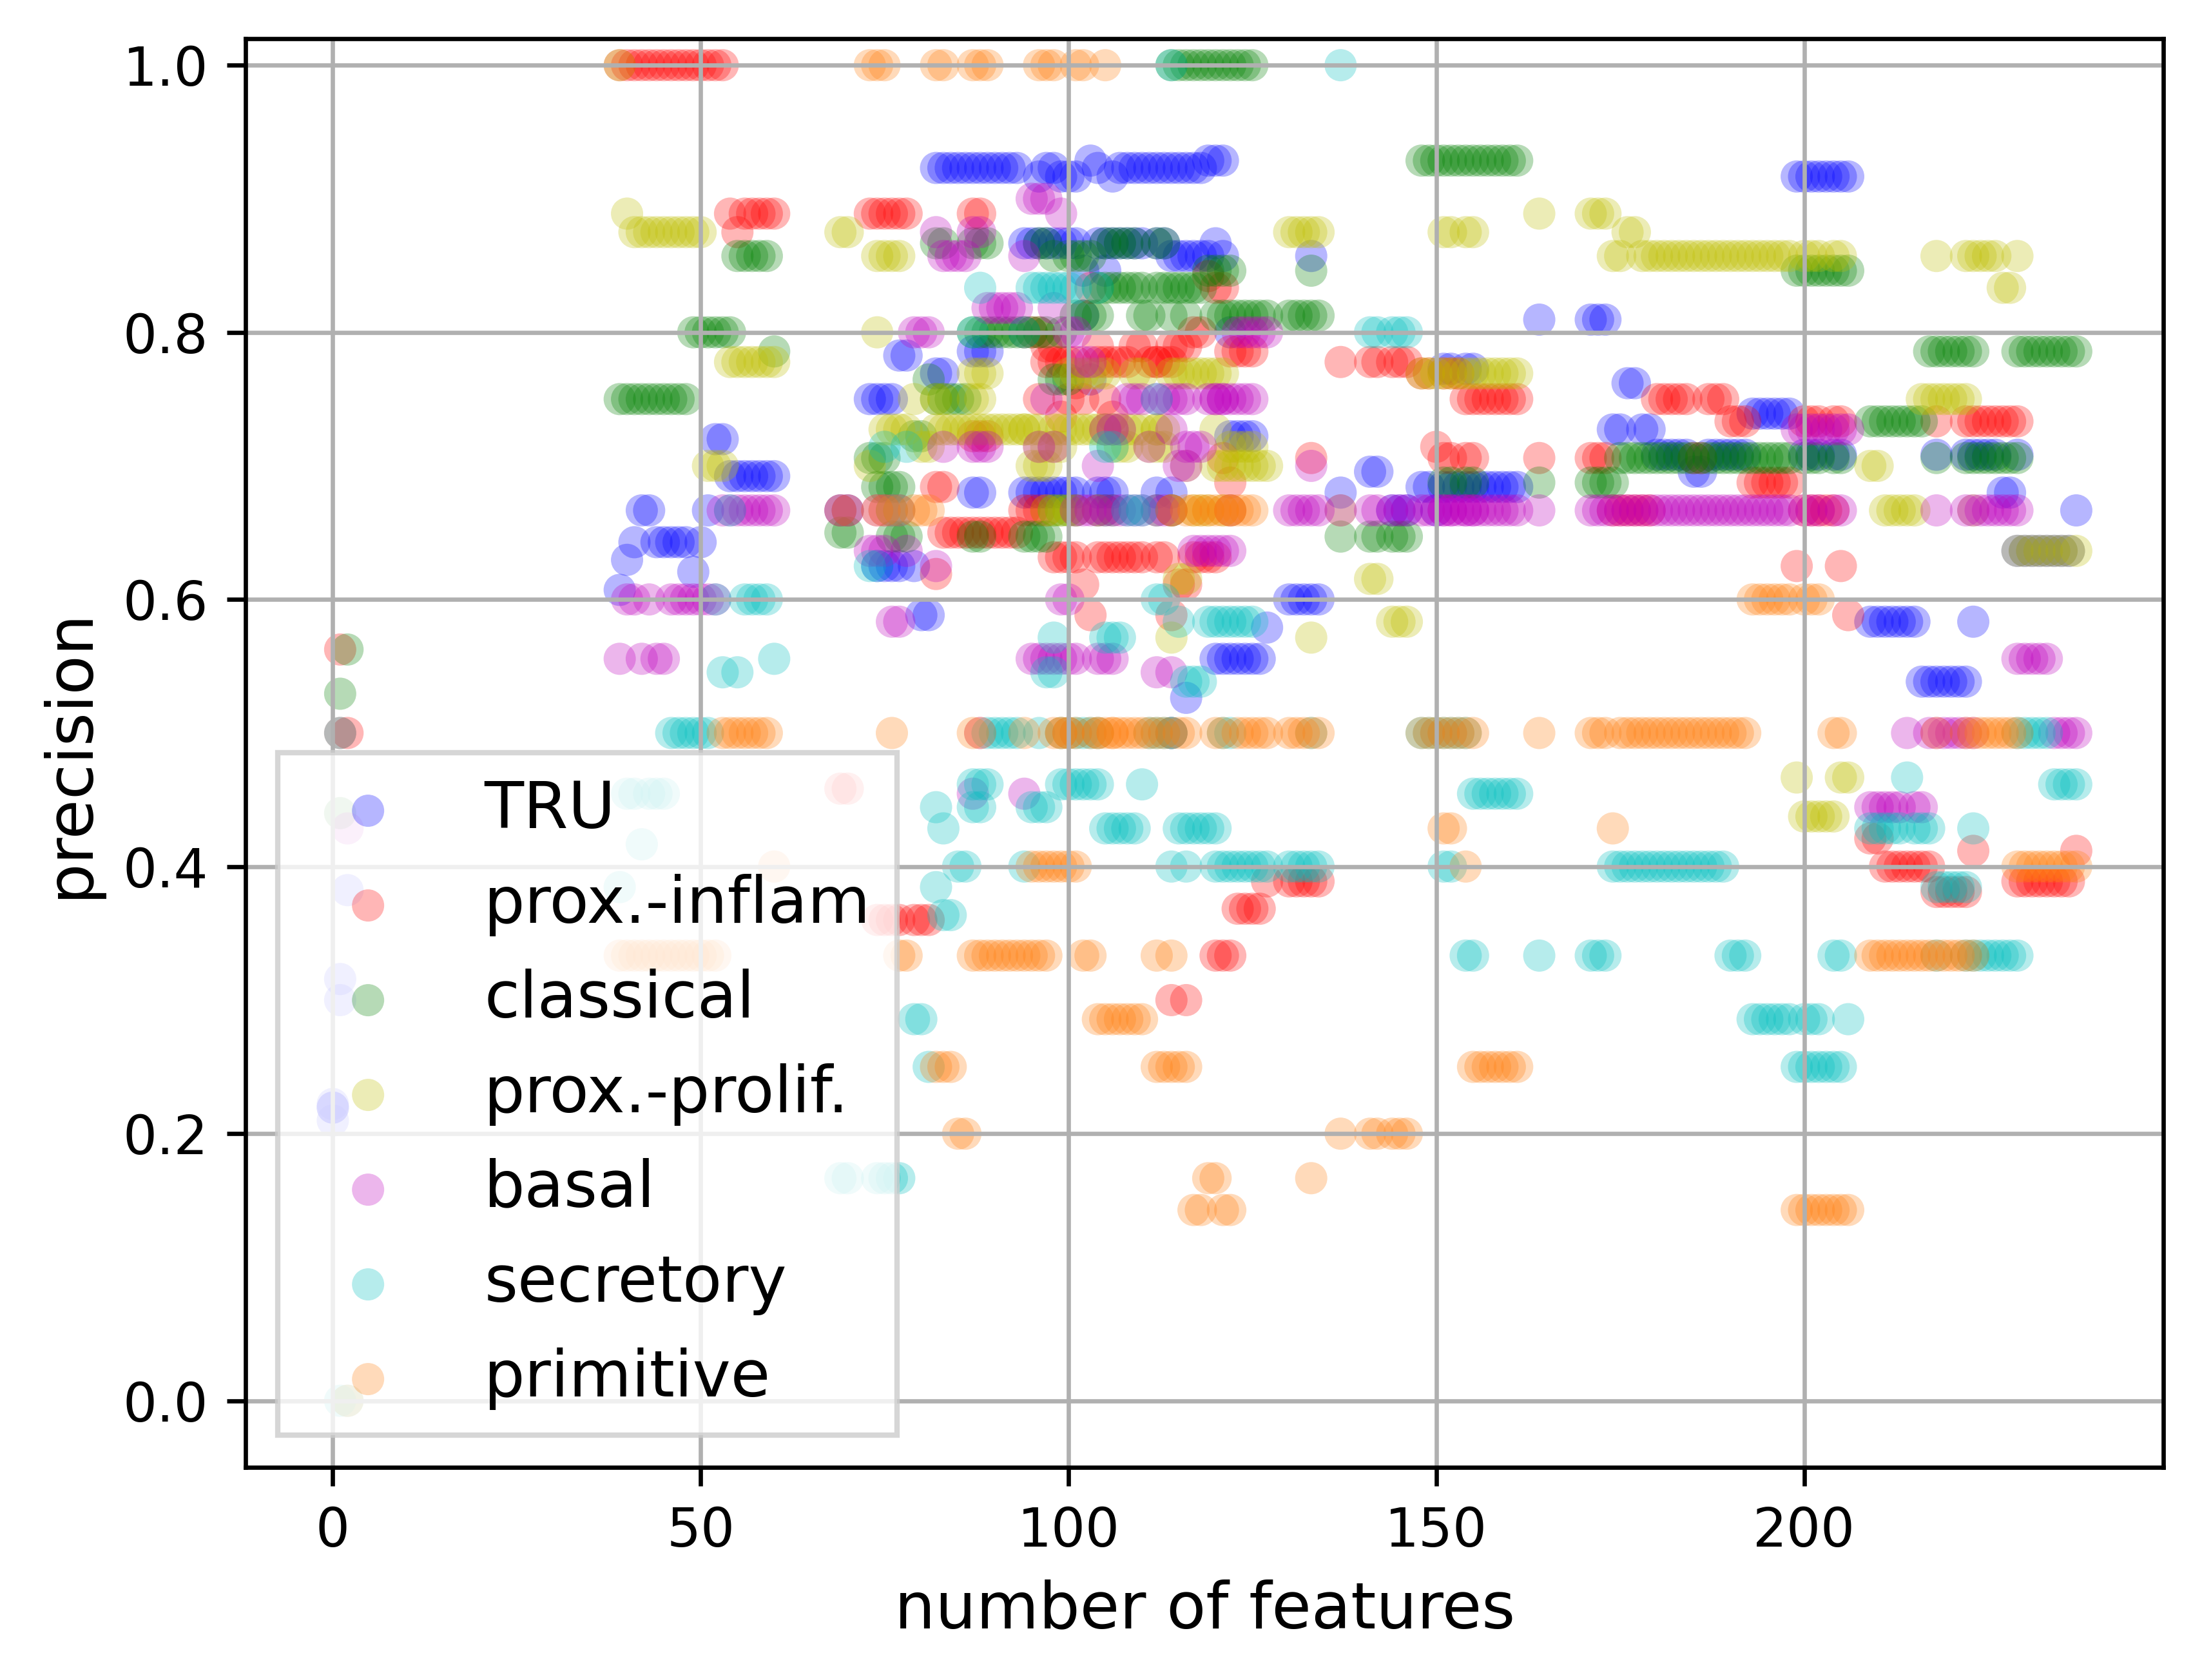 1.0
0.8
0.6
0.4
0.2
0.0
precision
TRU
prox.-inflam
classical
prox.-prolif.
basal
secretory
primitive
0 50 100 150 200
number of features